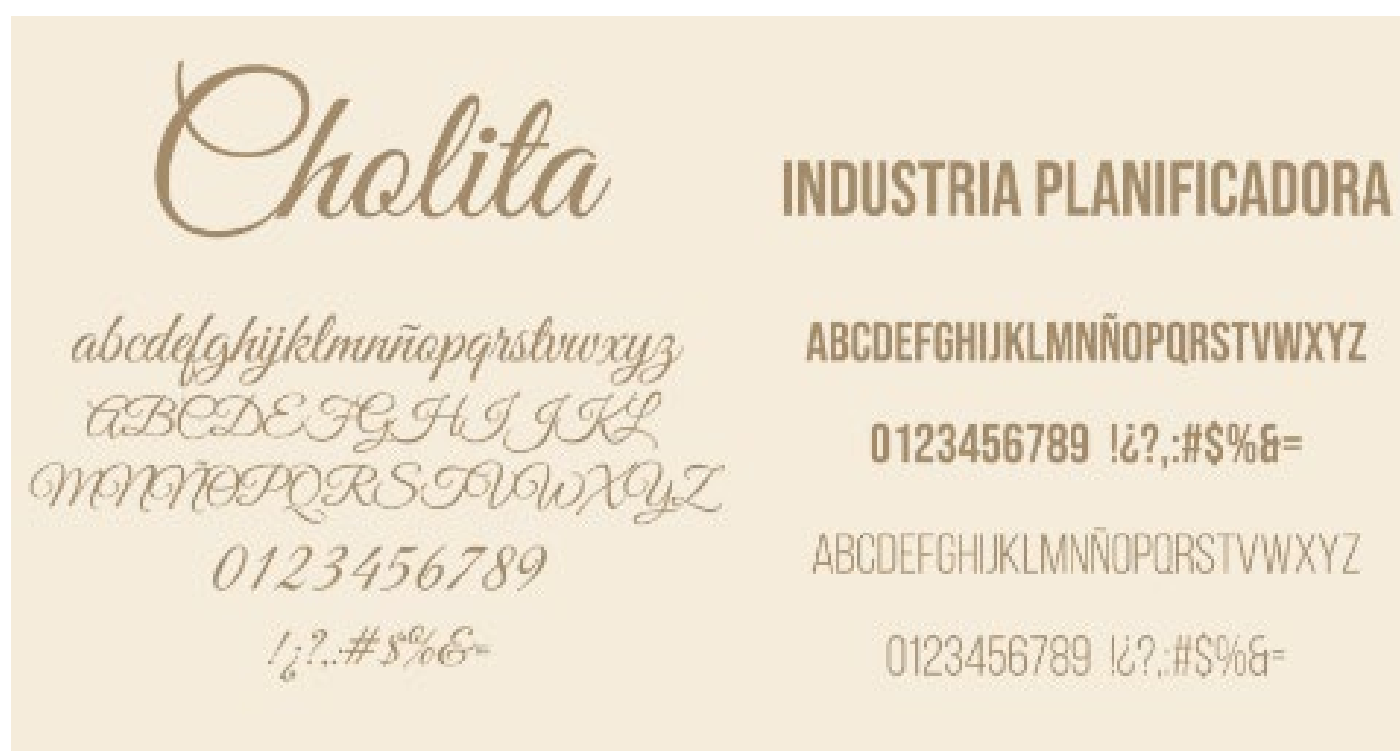 Cholita
abcdefghijklmnñopqrstvwxyz
ABCDEFGHIJKL
MNÑOPQRSTVWXYZ
0123456789
!¿?,:#$%&=
INDUSTRIA PLANIFICADORA
ABCDEFGHIJKLMNÑOPQRSTVWXYZ
0123456789 !¿?,:#$%&=
ABCDEFGHIJKLMNÑOPQRSTVWXYZ
0123456789 !¿?,:#$%&=